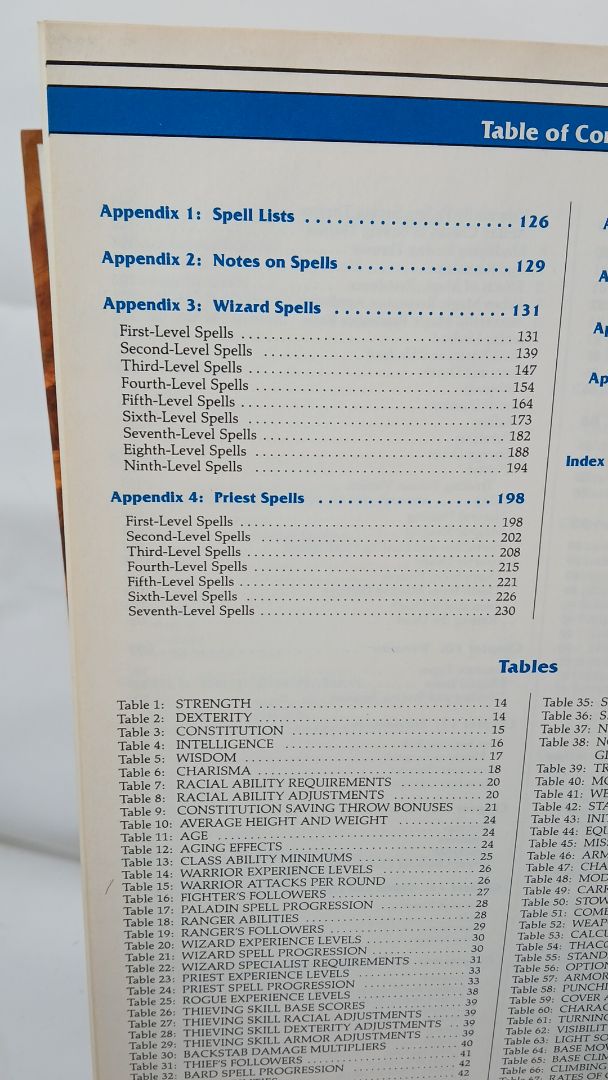 Table of
Appendix 1: Spell Lists .................... 126
Appendix 2: Notes on Spells ................ 129
Appendix 3: Wizard Spells ................. 131
First-Level Spells ................................ 131
Second-Level Spells ............................. 139
Third-Level Spells ............................... 147
Fourth-Level Spells .............................. 154
Fifth-Level Spells ................................ 164
Sixth-Level Spells ................................ 173
Seventh-Level Spells ............................. 182
Eighth-Level Spells ............................... 188
Ninth-Level Spells ................................ 194
Appendix 4: Priest Spells .................. 198
First-Level Spells ................................ 198
Second-Level Spells .............................. 202
Third-Level Spells ................................ 208
Fourth-Level Spells ............................... 215
Fifth-Level Spells ................................. 221
Sixth-Level Spells ................................. 226
Seventh-Level Spells .............................. 230
Index
Tables
Table 1: STRENGTH ................................ 14
Table 2: DEXTERITY ................................ 14
Table 3: CONSTITUTION ........................... 15
Table 4: INTELLIGENCE ............................ 16
Table 5: WISDOM .................................. 17
Table 6: CHARISMA ................................ 18
Table 7: RACIAL ABILITY REQUIREMENTS ........... 20
Table 8: RACIAL ABILITY ADJUSTMENTS ............ 20
Table 9: CONSTITUTION SAVING THROW BONUSES ... 21
Table 10: AVERAGE HEIGHT AND WEIGHT ............ 24
Table 11: AGE ..................................... 24
Table 12: AGING EFFECTS .......................... 24
Table 13: CLASS ABILITY MINIMUMS ................ 25
Table 14: WARRIOR EXPERIENCE LEVELS ............. 26
Table 15: WARRIOR ATTACKS PER ROUND ............ 26
Table 16: FIGHTER'S FOLLOWERS .................... 27
Table 17: PALADIN SPELL PROGRESSION ............. 28
Table 18: RANGER ABILITIES ....................... 28
Table 19: RANGER'S FOLLOWERS .................... 29
Table 20: WIZARD EXPERIENCE LEVELS .............. 30
Table 21: WIZARD SPELL PROGRESSION .............. 30
Table 22: WIZARD SPECIALIST REQUIREMENTS ........ 31
Table 23: PRIEST EXPERIENCE LEVELS ............... 33
Table 24: PRIEST SPELL PROGRESSION ............... 33
Table 25: ROGUE EXPERIENCE LEVELS ............... 38
Table 26: THIEVING SKILL BASE SCORES ............. 39
Table 27: THIEVING SKILL RACIAL ADJUSTMENTS ..... 39
Table 28: THIEVING SKILL DEXTERITY ADJUSTMENTS .. 39
Table 29: THIEVING SKILL ARMOR ADJUSTMENTS ..... 39
Table 30: BACKSTAB DAMAGE MULTIPLIERS .......... 40
Table 31: THIEF'S FOLLOWERS ...................... 41
Table 32: BARD SPELL PROGRESSION ................ 42
42
Table 35:
Table 36:
Table 37:
Table 38:
Table 39:
Table 40:
Table 41:
Table 42:
Table 43:
Table 44:
Table 45:
Table 46:
Table 47:
Table 48:
Table 49:
Table 50:
Table 51:
Table 52:
Table 53:
Table 54:
Table 55:
Table 56:
Table 57: ARMOR
Table 58:
Table 59: COVER
Table 60:
Table 61: TURNING
Table 62:
Table 63: LIGHT
Table 64: BASE
Table 65: BASE
Table 66: CLIMBING
RATES OF